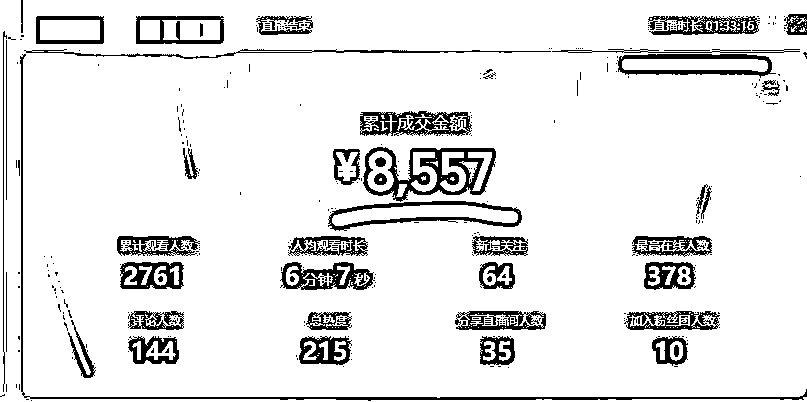 直播结束
直播时长 01:33:16
累计成交金额
¥8,557
累计观看人数 人均观看时长 新增关注 最高在线人数
2761 6分钟7秒 64 378
评论人数 总热度 分享直播间人数 加入粉丝团人数
144 215 35 10